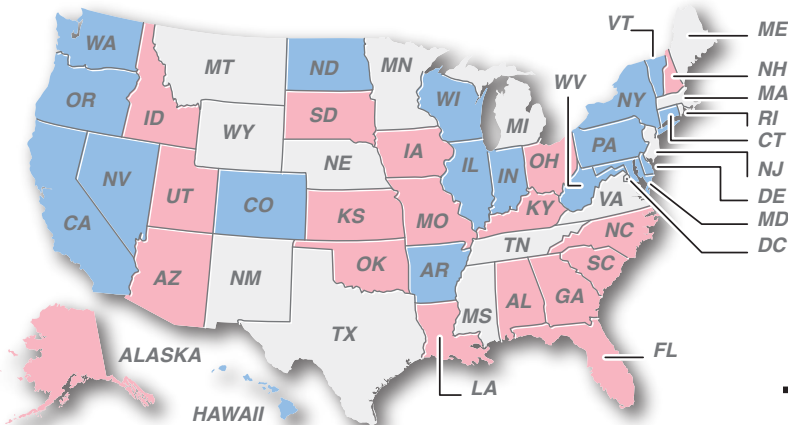 VT
ME
WA
MT
ND
MN
WV
NH
OR
WI
NY
MA
ID
SD
MI
RI
WY
PA
CT
IA
OH
NE
IL
IN
NJ
NV
UT
CO
DE
CA
KS
MO
KY
VA
MD
NC
DC
TN
AZ
NM
OK
AR
SC
MS
AL
GA
TX
ALASKA
FL
LA
HAWAII